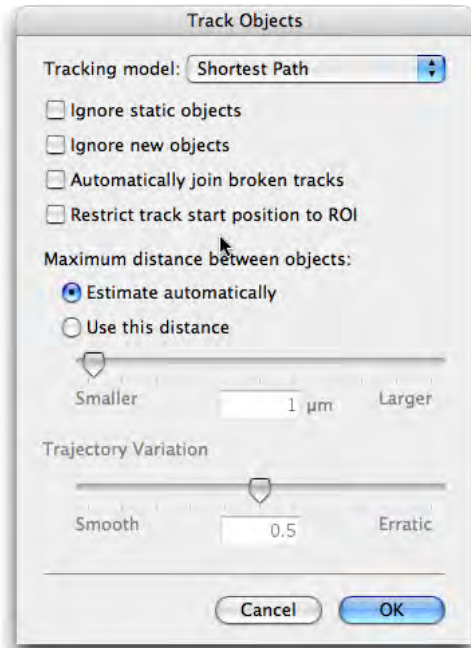 Track Objects
Tracking model: Shortest Path
Ignore static objects
Ignore new objects
Automatically join broken tracks
Restrict track start position to ROI
Maximum distance between objects:
Estimate automatically
Use this distance
Smaller 1 µm Larger
Trajectory Variation
Smooth 0.5 Erratic
Cancel OK